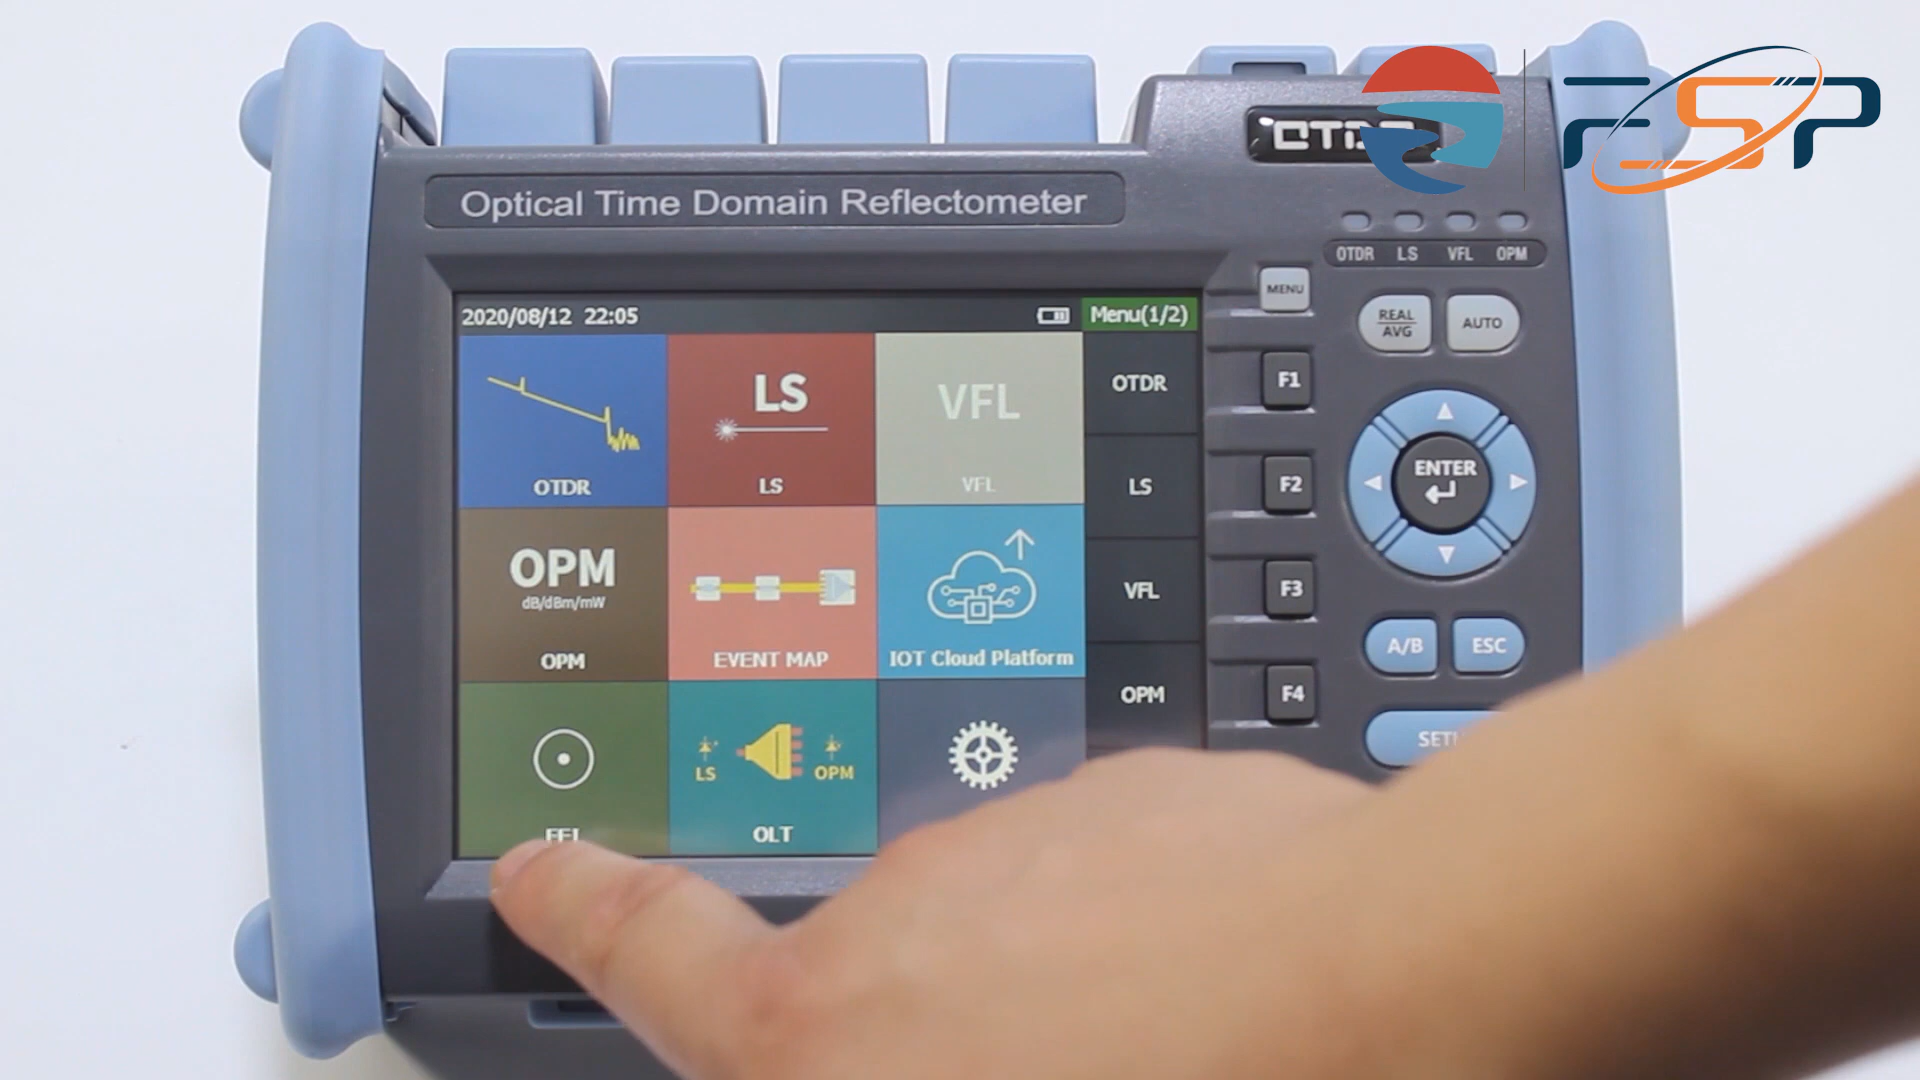 FSP
OTDR
Optical Time Domain Reflectometer
OTDR LS VFL OPM
MENU
REAL
AVG
AUTO
2020/08/12 22:05
Menu(1/2)
LS
VFL
OTDR
LS
VFL
OTDR
F1
LS
F2
ENTER
OPM
dB/dBm/mW
OPM
EVENT MAP
IOT Cloud Platform
VFL
F3
OPM
F4
A/B
ESC
LS
OPM
OLT